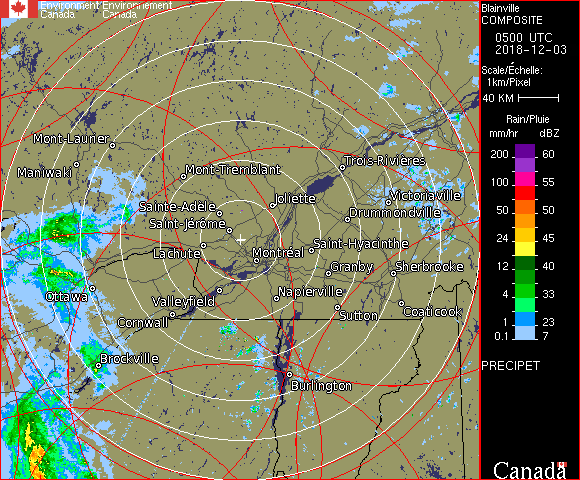 Environment Environnement
Canada Canada
Blainville
COMPOSITE
0500 UTC
2018-12-03
Scale/Échelle:
1km/Pixel
40 KM
Rain/Pluie
mm/hr dBZ
200 60
100 55
50 50
24 45
12 40
4 33
1 23
0.1 7
PRECIPET
Canada
Mont-Laurier
Maniwaki
Mont-Tremblant
Trois-Rivières
Sainte-Adèle
Joliette
Victoriaville
Drummondville
Saint-Jérôme
Lachute
Montréal
Saint-Hyacinthe
Granby
Sherbrooke
Ottawa
Valleyfield
Napierville
Cornwall
Sutton
Coaticook
Brockville
Burlington